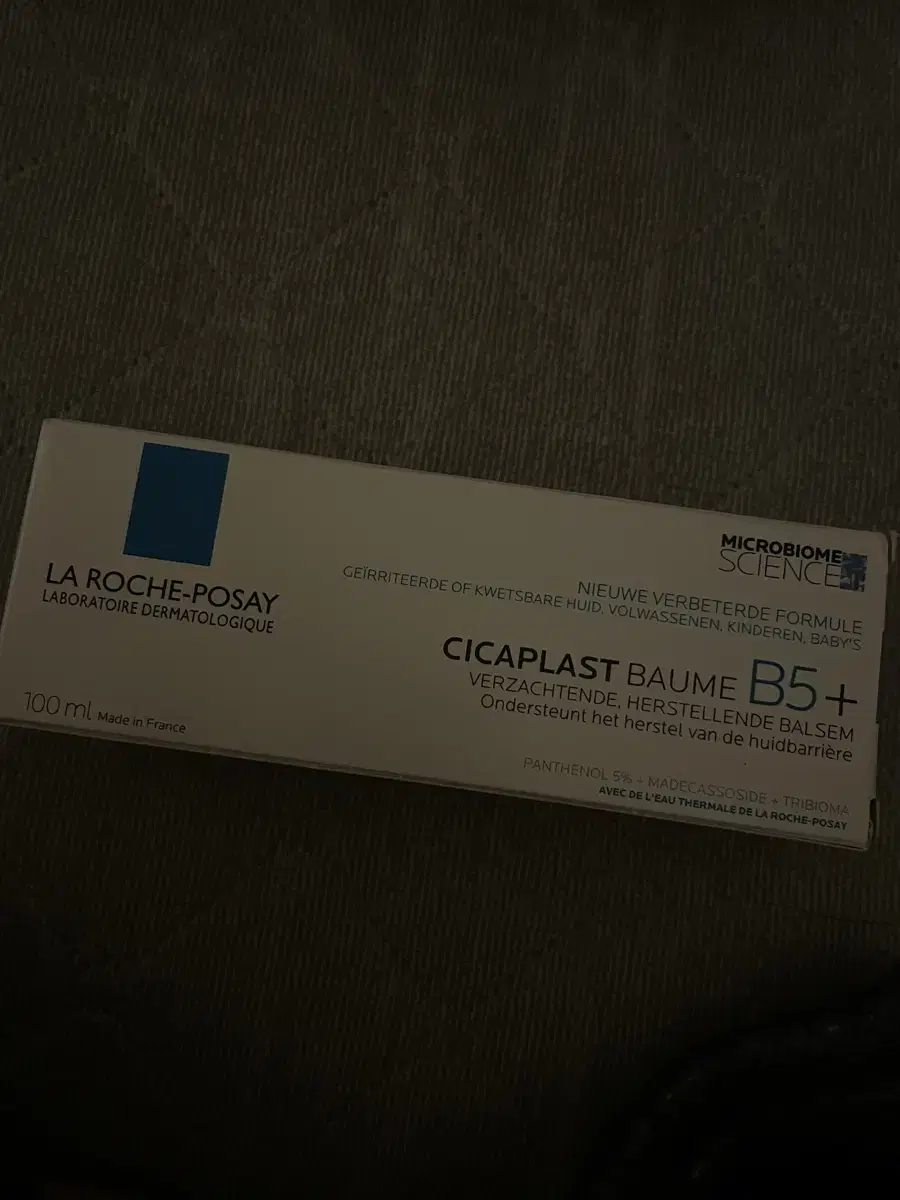 LA ROCHE-POSAY
LABORATOIRE DERMATOLOGIQUE
100 ml Made in France
MICROBIOME
SCIENCE
NIEUWE VERBETERDE FORMULE
GEÏRRITEERDE OF KWETSBARE HUID, VOLWASSENEN, KINDEREN, BABY'S
CICAPLAST BAUME B5+
VERZACHTENDE, HERSTELLENDE BALSEM
Ondersteunt het herstel van de huidbarrière
PANTHENOL 5% + MADECASSOSIDE + TRIBIOMA
AVEC DE L'EAU THERMALE DE LA ROCHE-POSAY